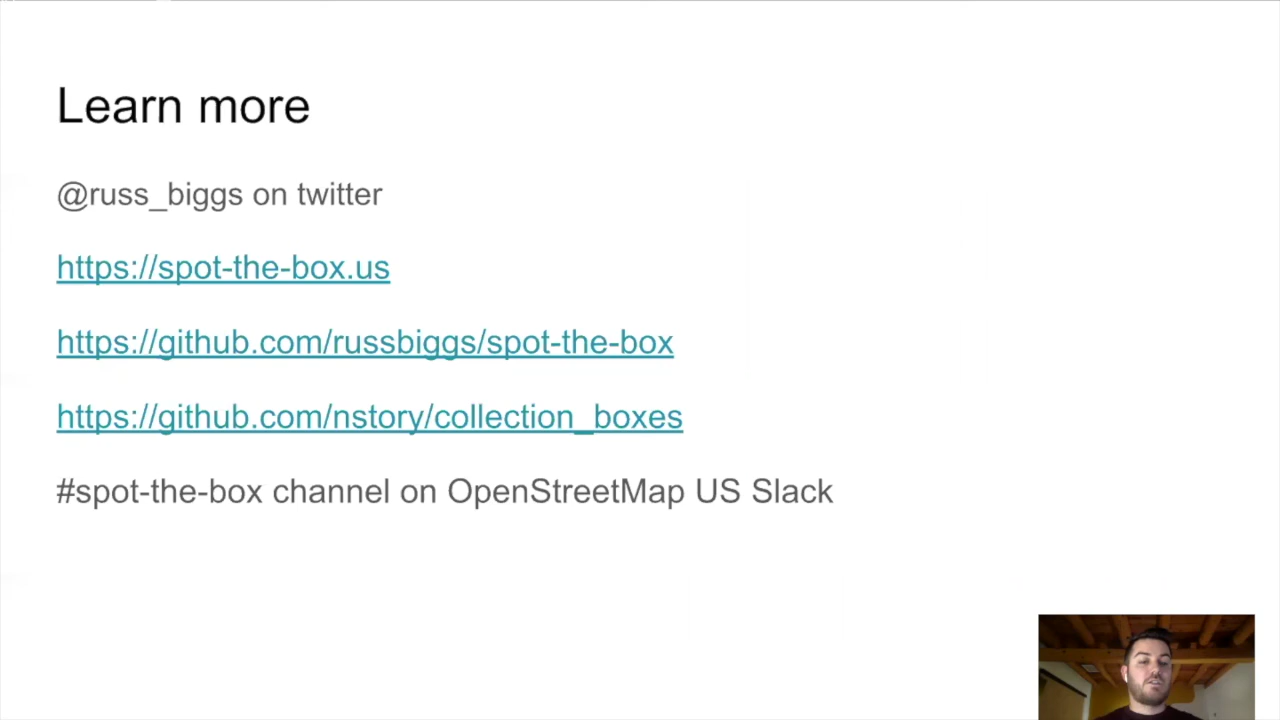 Learn more
@russ_biggs on twitter
https://spot-the-box.us
https://github.com/russbiggs/spot-the-box
https://github.com/nstory/collection_boxes
#spot-the-box channel on OpenStreetMap US Slack